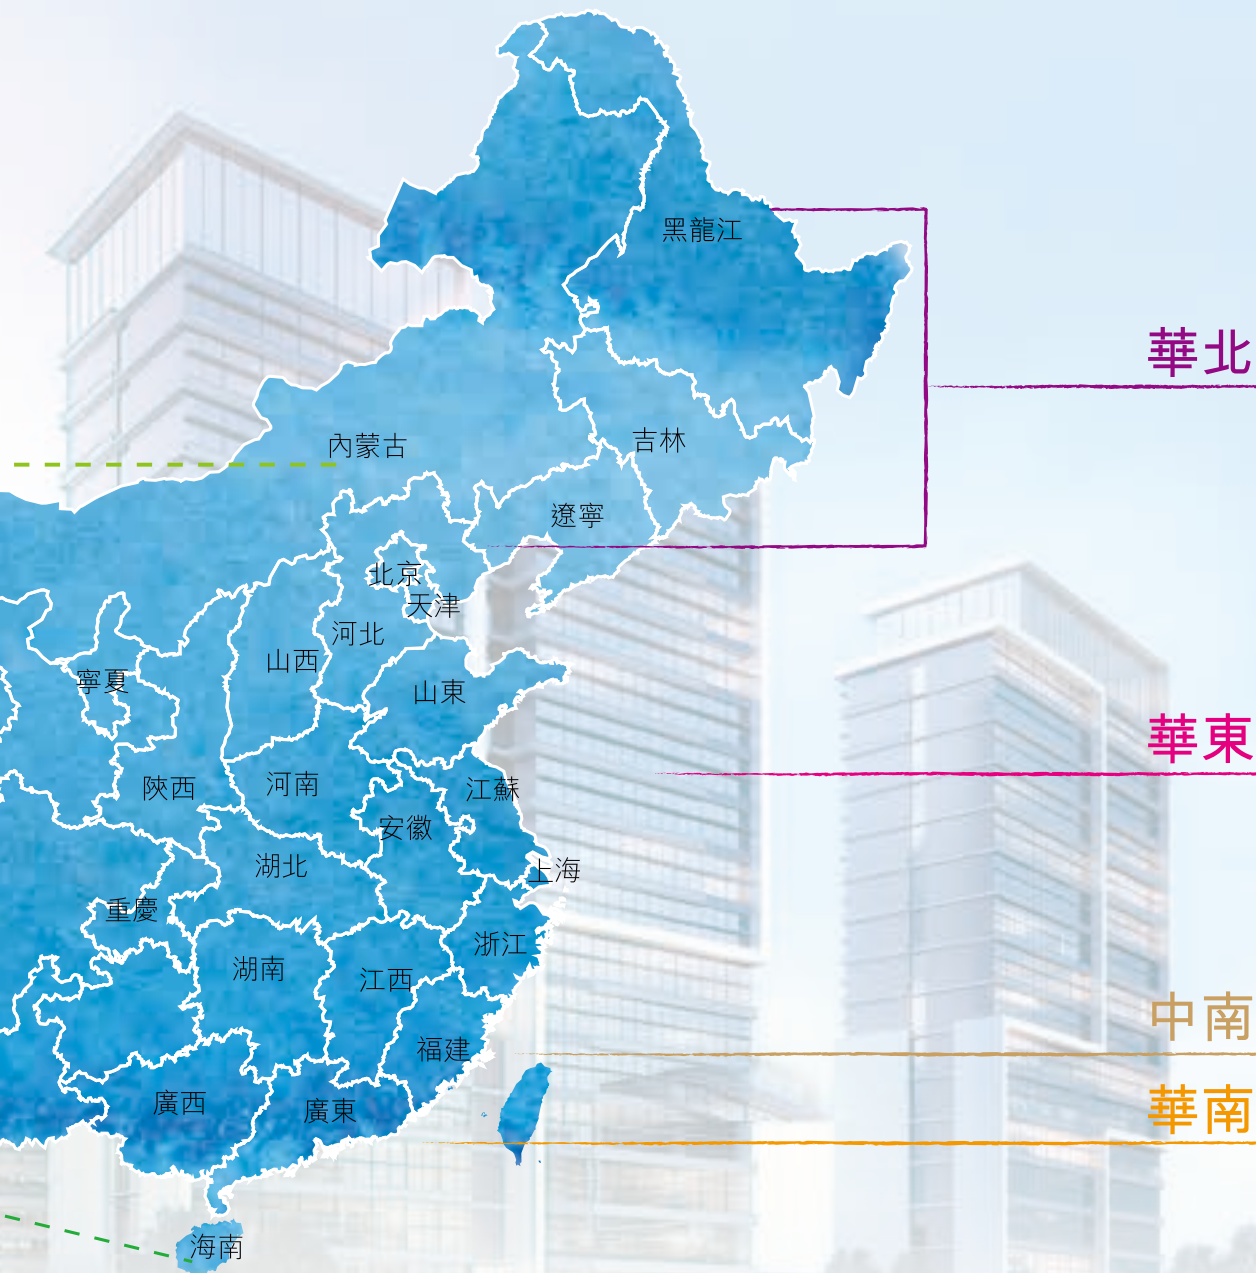 黑龍江
華北
吉林
內蒙古
遼寧
北京
天津
河北
山西
寧夏
山東
華東
陝西
河南
江蘇
安徽
湖北
上海
重慶
浙江
湖南
江西
中南
福建
廣西
廣東
華南
海南